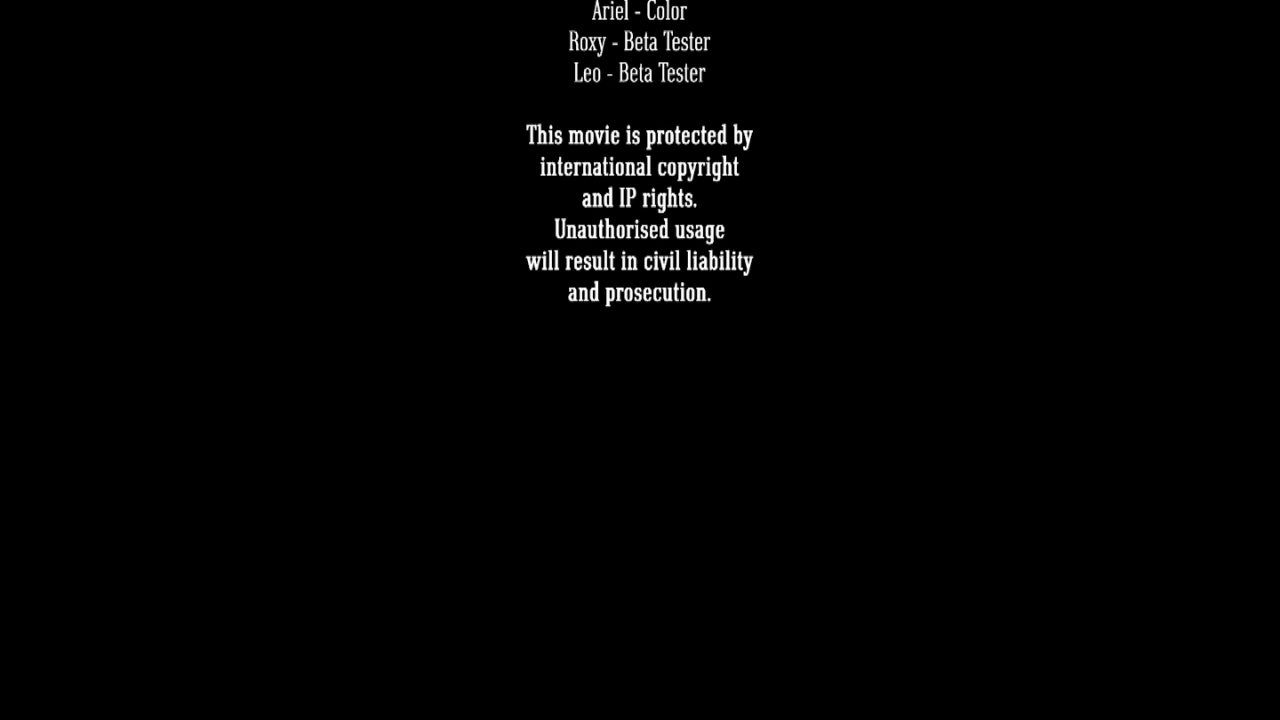 Ariel - Color
Roxy - Beta Tester
Leo - Beta Tester
This movie is protected by
international copyright
and IP rights.
Unauthorised usage
will result in civil liability
and prosecution.